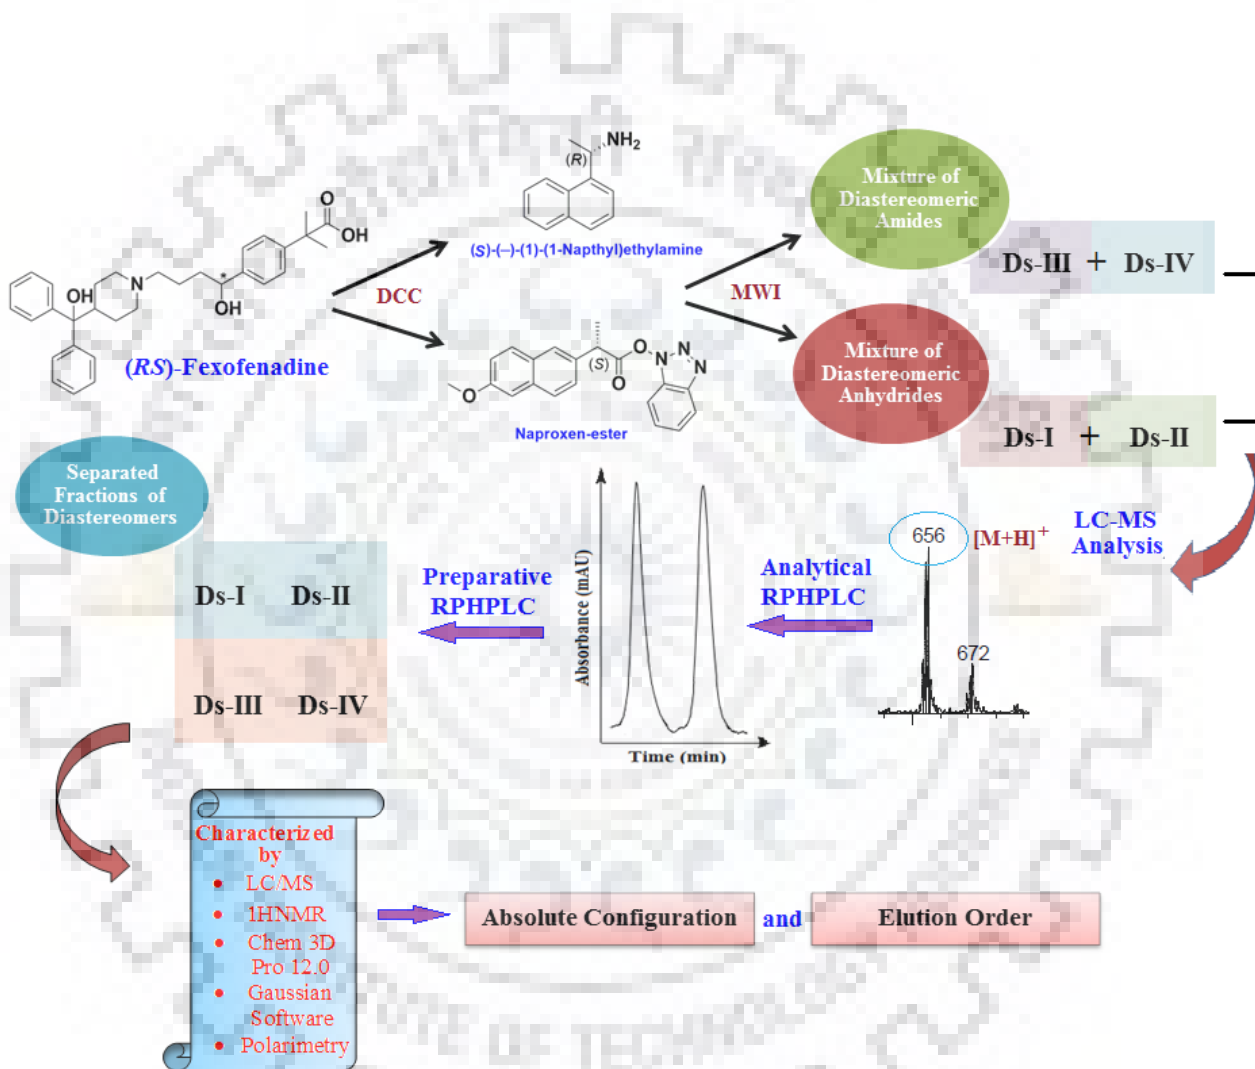 NH₂
(R)
(S)-(–)-(1)-(1-Napthyl)ethylamine
Mixture of
Diastereomeric
Amides
Ds-III + Ds-IV
O
OH
N
*
OH
OH
(RS)-Fexofenadine
DCC
MWI
(S)
O
O
N
N
N
O
Naproxen-ester
Mixture of
Diastereomeric
Anhydrides
Ds-I + Ds-II
LC-MS
Analysis
656
[M+H]⁺
672
Analytical
RPHPLC
Absorbance (mAU)
Time (min)
Preparative
RPHPLC
Separated
Fractions of
Diastereomers
Ds-I Ds-II
Ds-III Ds-IV
Characterized
by
• LC/MS
• 1HNMR
• Chem 3D
Pro 12.0
• Gaussian
Software
• Polarimetry
Absolute Configuration and Elution Order
OF TECHNOLOGY